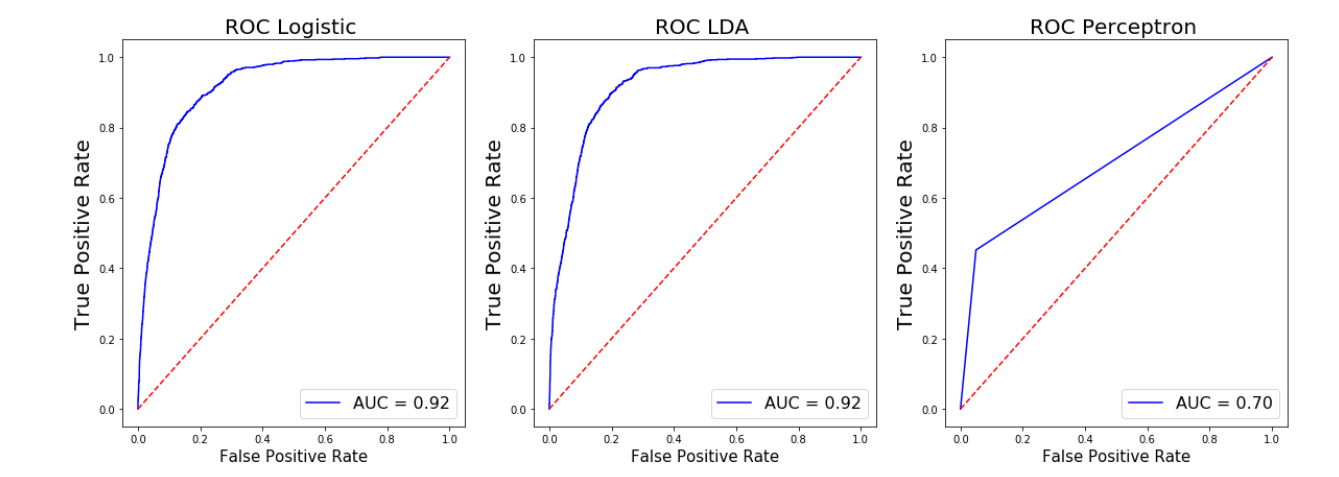 ROC Logistic
True Positive Rate
1.0
0.8
0.6
0.4
0.2
0.0
AUC = 0.92
0.0 0.2 0.4 0.6 0.8 1.0
False Positive Rate
ROC LDA
True Positive Rate
1.0
0.8
0.6
0.4
0.2
0.0
AUC = 0.92
0.0 0.2 0.4 0.6 0.8 1.0
False Positive Rate
ROC Perceptron
True Positive Rate
1.0
0.8
0.6
0.4
0.2
0.0
AUC = 0.70
0.0 0.2 0.4 0.6 0.8 1.0
False Positive Rate